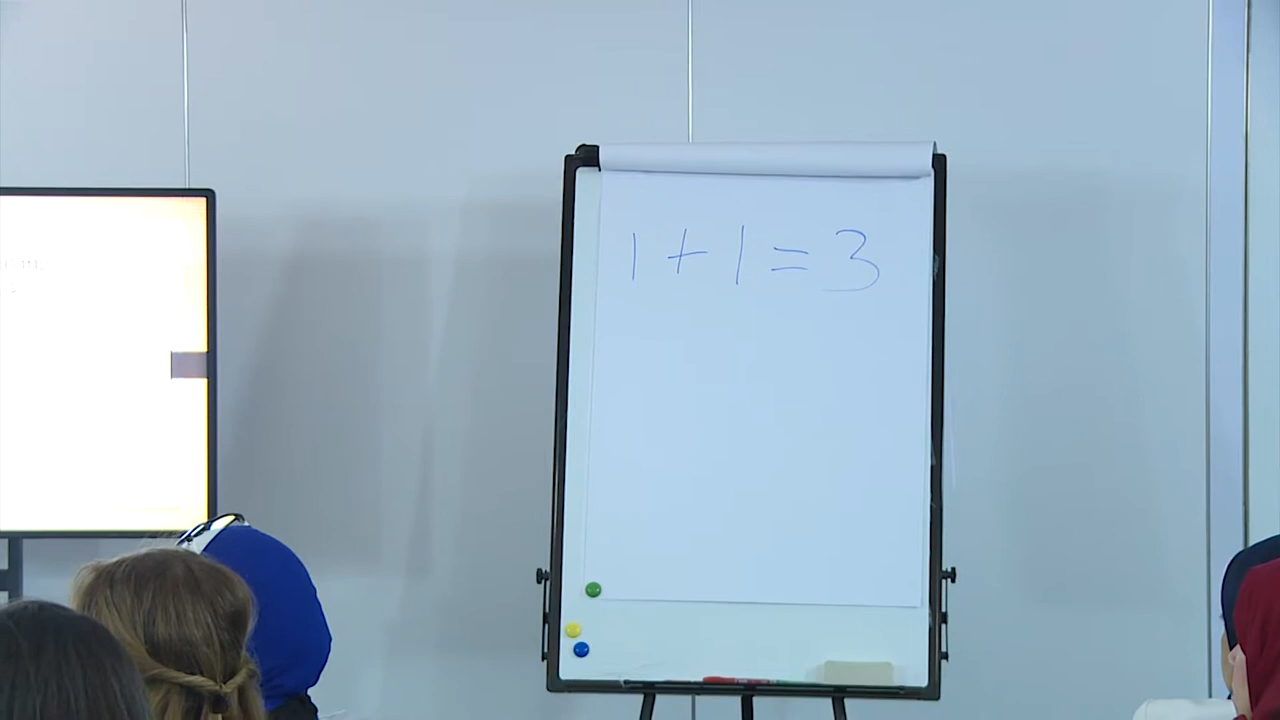 1 + 1 = 3